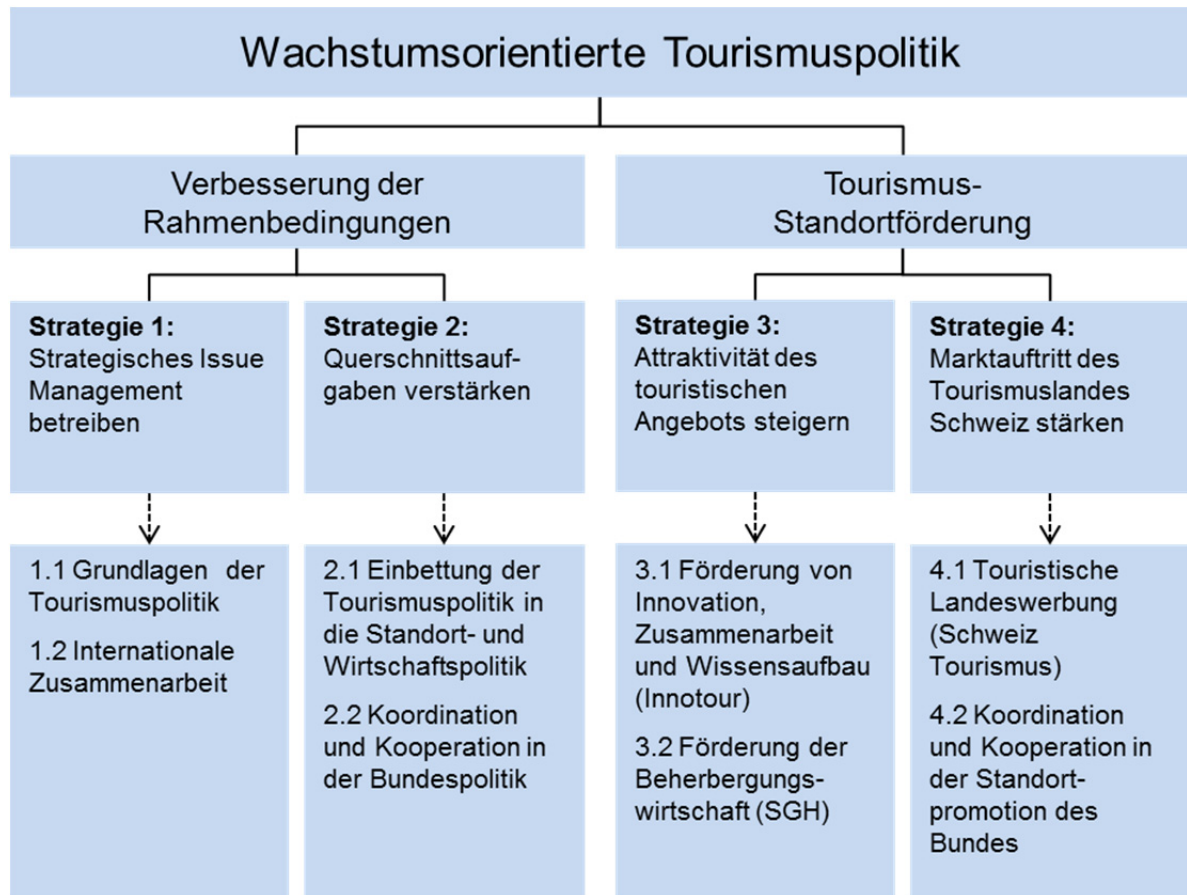 Wachstumsorientierte Tourismuspolitik
Verbesserung der
Rahmenbedingungen
Tourismus-
Standortförderung
Strategie 1:
Strategisches Issue
Management
betreiben
Strategie 2:
Querschnittsauf-
gaben verstärken
Strategie 3:
Attraktivität des
touristischen
Angebots steigern
Strategie 4:
Marktauftritt des
Tourismuslandes
Schweiz stärken
1.1 Grundlagen der
Tourismuspolitik
1.2 Internationale
Zusammenarbeit
2.1 Einbettung der
Tourismuspolitik in
die Standort- und
Wirtschaftspolitik
2.2 Koordination
und Kooperation in
der Bundespolitik
3.1 Förderung von
Innovation,
Zusammenarbeit
und Wissensaufbau
(Innotour)
3.2 Förderung der
Beherbergungs-
wirtschaft (SGH)
4.1 Touristische
Landeswerbung
(Schweiz
Tourismus)
4.2 Koordination
und Kooperation in
der Standort-
promotion des
Bundes